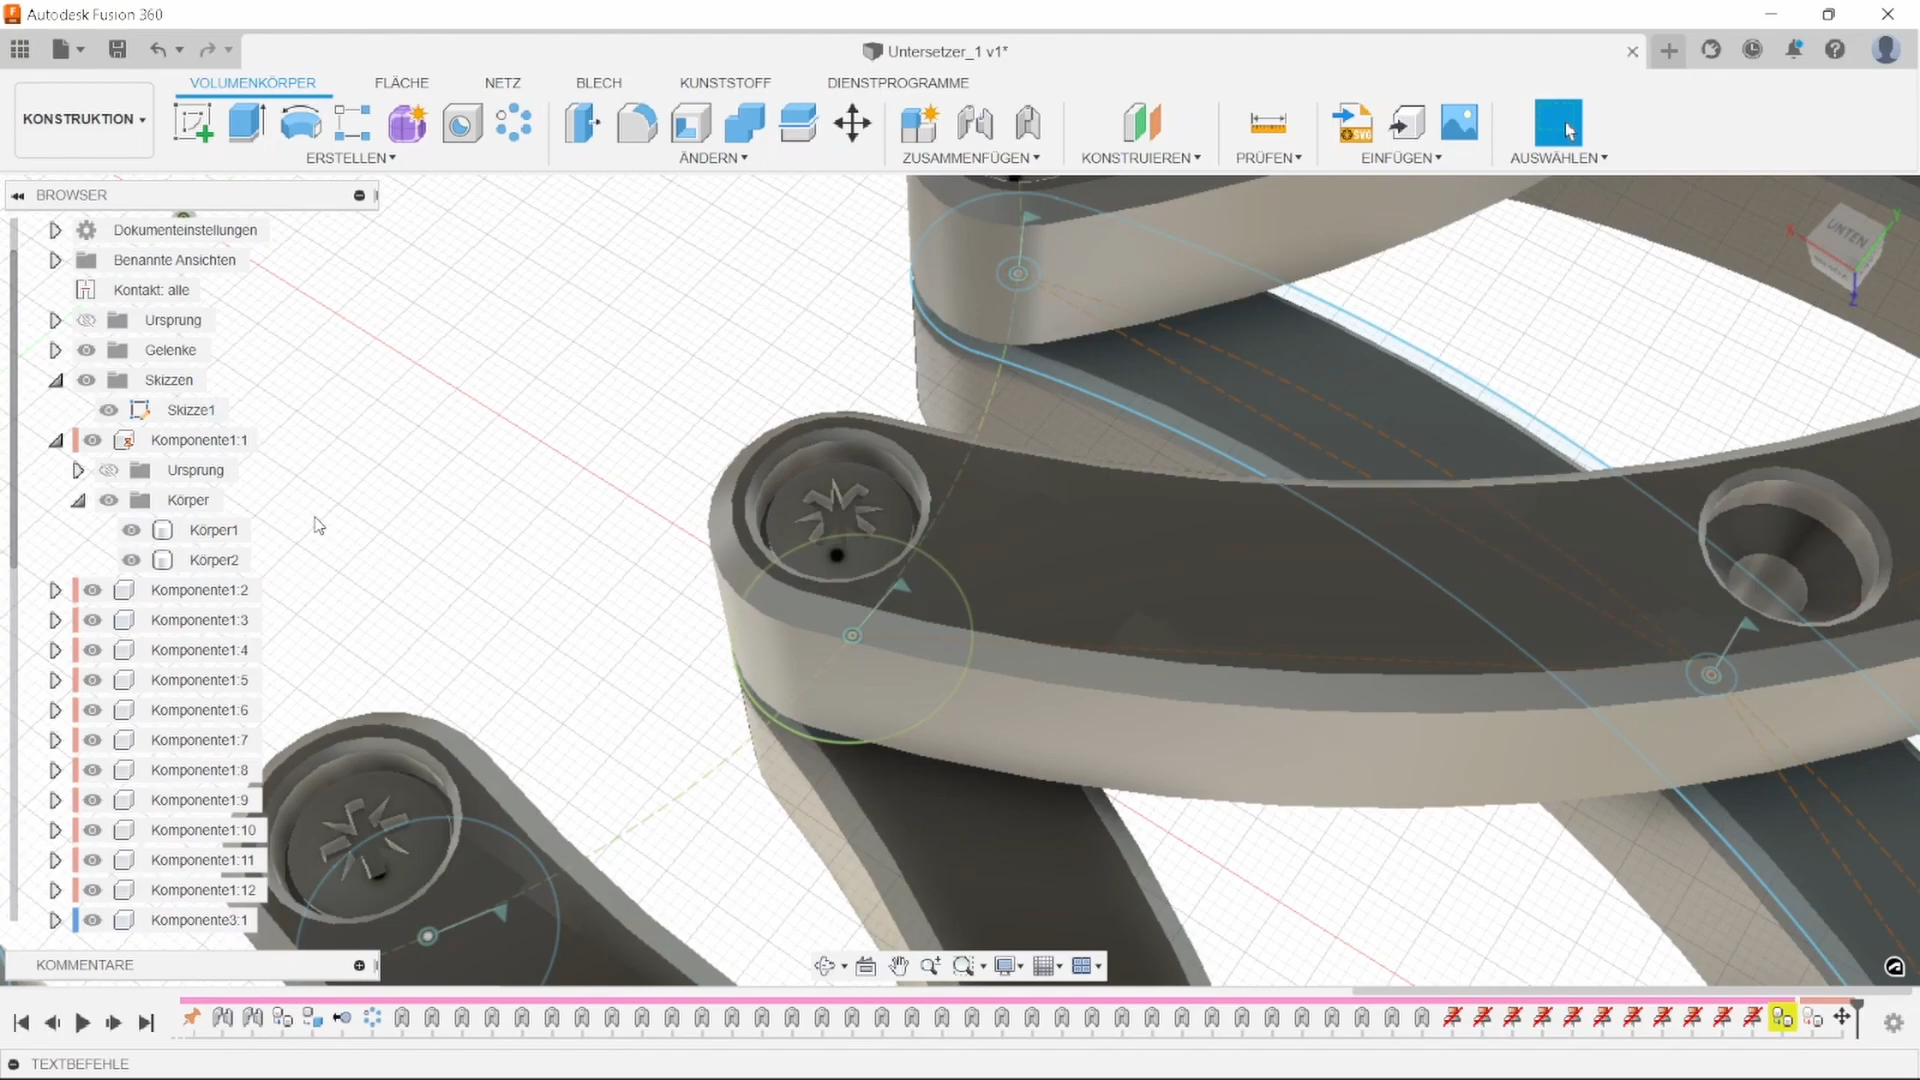 Autodesk Fusion 360
Untersetzer_1 v1*
KONSTRUKTION
VOLUMENKÖRPER
FLÄCHE
NETZ
BLECH
KUNSTSTOFF
DIENSTPROGRAMME
ERSTELLEN
ÄNDERN
ZUSAMMENFÜGEN
KONSTRUIEREN
PRÜFEN
EINFÜGEN
AUSWÄHLEN
SVG
BROWSER
Dokumenteinstellungen
Benannte Ansichten
Kontakt: alle
Ursprung
Gelenke
Skizzen
Skizze1
Komponente1:1
Ursprung
Körper
Körper1
Körper2
Komponente1:2
Komponente1:3
Komponente1:4
Komponente1:5
Komponente1:6
Komponente1:7
Komponente1:8
Komponente1:9
Komponente1:10
Komponente1:11
Komponente1:12
Komponente3:1
UNTEN
X
Y
Z
KOMMENTARE
TEXTBEFEHLE